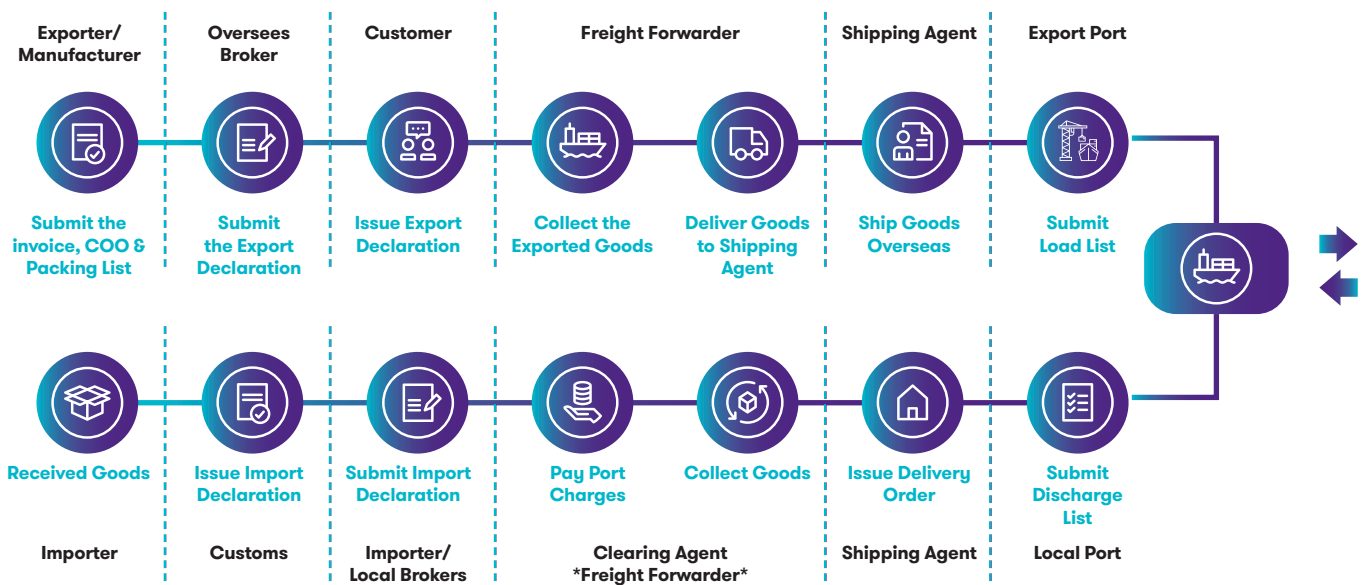 Exporter/
Manufacturer
Oversees
Broker
Customer
Freight Forwarder
Shipping Agent
Export Port
Submit the
invoice, COO &
Packing List
Submit
the Export
Declaration
Issue Export
Declaration
Collect the
Exported Goods
Deliver Goods
to Shipping
Agent
Ship Goods
Overseas
Submit
Load List
Received Goods
Issue Import
Declaration
Submit Import
Declaration
Pay Port
Charges
Collect Goods
Issue Delivery
Order
Submit
Discharge
List
Importer
Customs
Importer/
Local Brokers
Clearing Agent
*Freight Forwarder*
Shipping Agent
Local Port